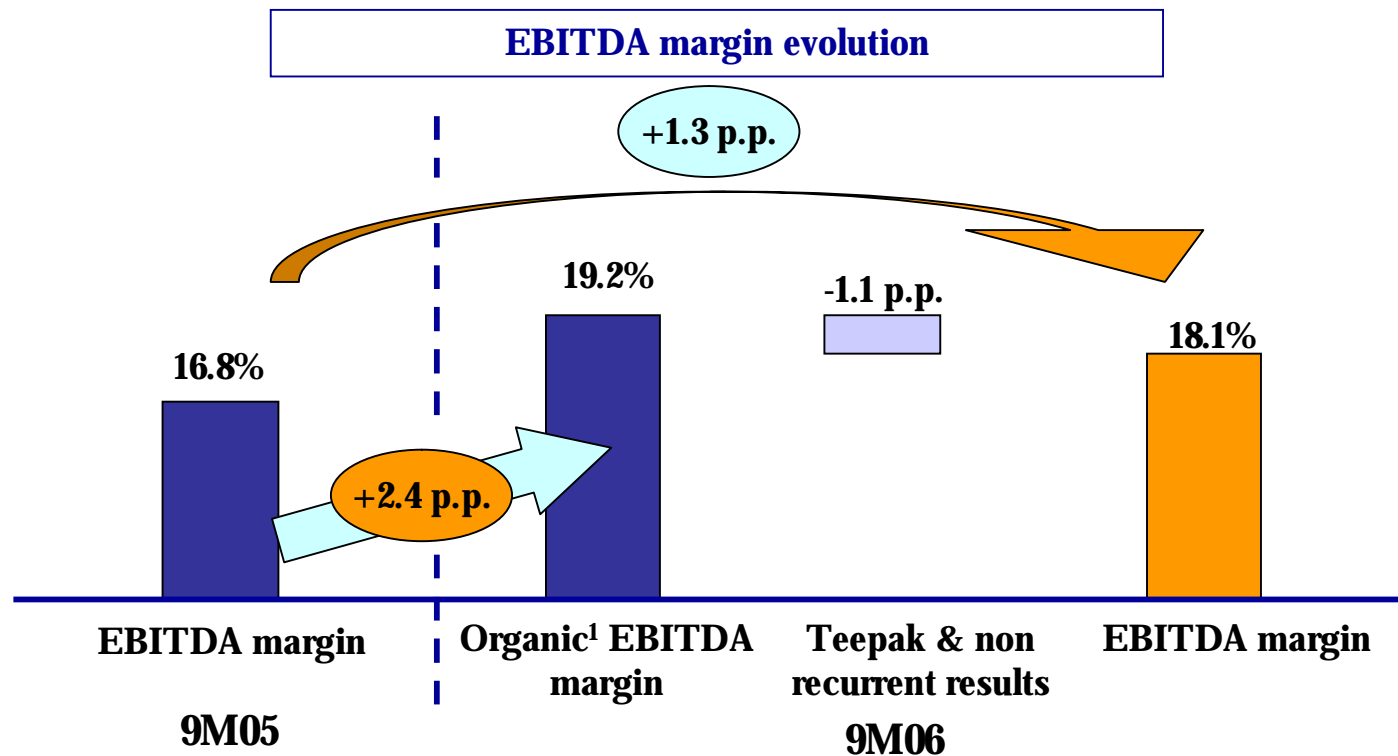 EBITDA margin evolution
+1.3 p.p.
19.2%
-1.1 p.p.
18.1%
16.8%
+2.4 p.p.
EBITDA margin
Organic¹ EBITDA
margin
Teepak & non
recurrent results
EBITDA margin
9M05
9M06